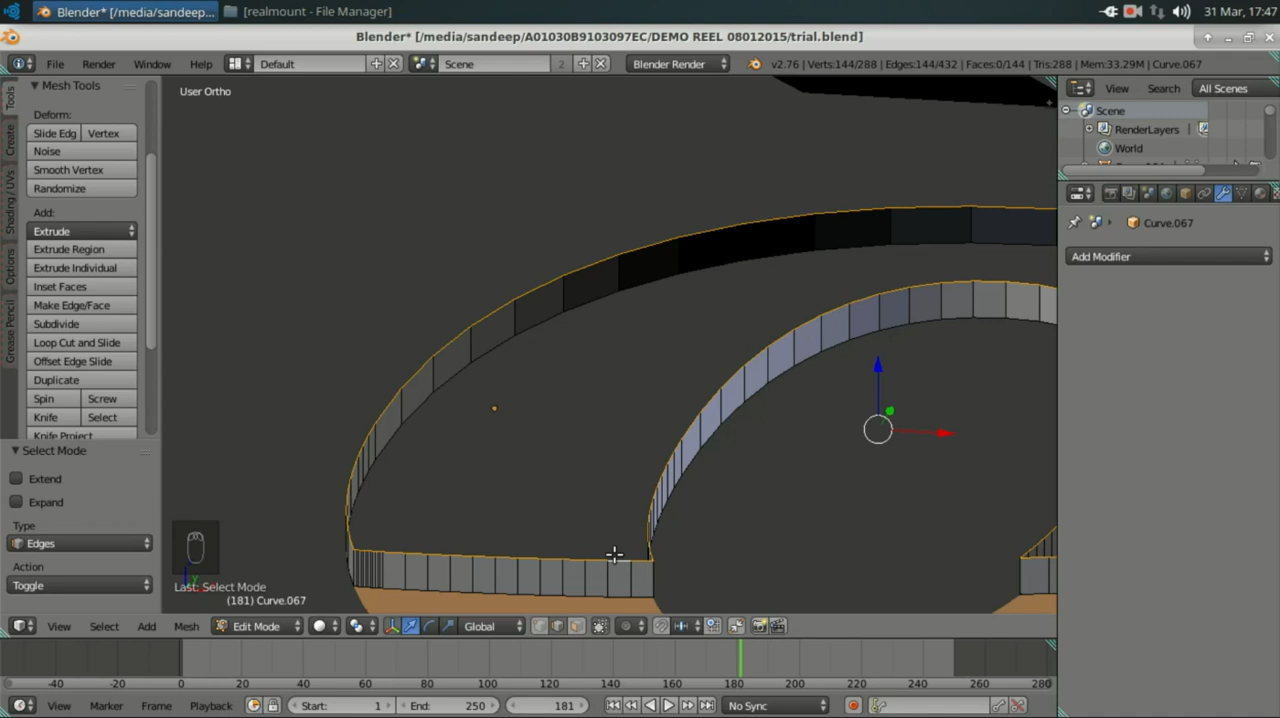 Blender* [/media/sandeep... [realmount - File Manager] 31 Mar, 17:47
Blender* [/media/sandeep/A01030B9103097EC/DEMO REEL 08012015/trial.blend]
File Render Window Help Default Scene 2 Blender Render v2.76 | Verts:144/288 | Edges:144/432 | Faces:0/144 | Tris:288 | Mem:33.29M | Curve.067
Mesh Tools
User Ortho
View Search All Scenes
Scene
RenderLayers
World
Curve.067
Add Modifier
Tools
Create
Shading / UVs
Options
Grease Pencil
Deform:
Slide Edg Vertex
Noise
Smooth Vertex
Randomize
Add:
Extrude
Extrude Region
Extrude Individual
Inset Faces
Make Edge/Face
Subdivide
Loop Cut and Slide
Offset Edge Slide
Duplicate
Spin Screw
Knife Select
Knife Project
Select Mode
Extend
Expand
Type
Edges
Action
Toggle
y
Last: Select Mode
(181) Curve.067
View Select Add Mesh Edit Mode Global
-40 -20 0 20 40 60 80 100 120 140 160 180 200 220 240 260 280
View Marker Frame Playback Start: 1 End: 250 181 No Sync